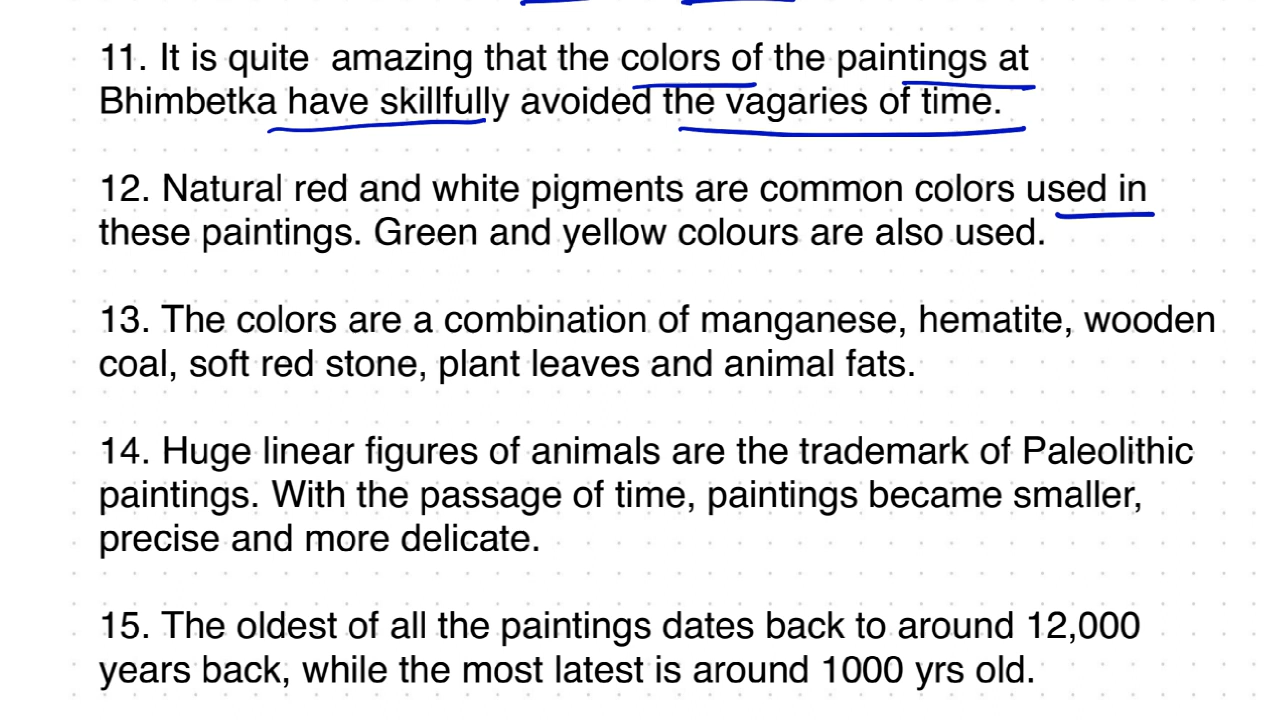 11. It is quite  amazing that the colors of the paintings at
Bhimbetka have skillfully avoided the vagaries of time.
12. Natural red and white pigments are common colors used in
these paintings. Green and yellow colours are also used.
13. The colors are a combination of manganese, hematite, wooden
coal, soft red stone, plant leaves and animal fats.
14. Huge linear figures of animals are the trademark of Paleolithic
paintings. With the passage of time, paintings became smaller,
precise and more delicate.
15. The oldest of all the paintings dates back to around 12,000
years back, while the most latest is around 1000 yrs old.